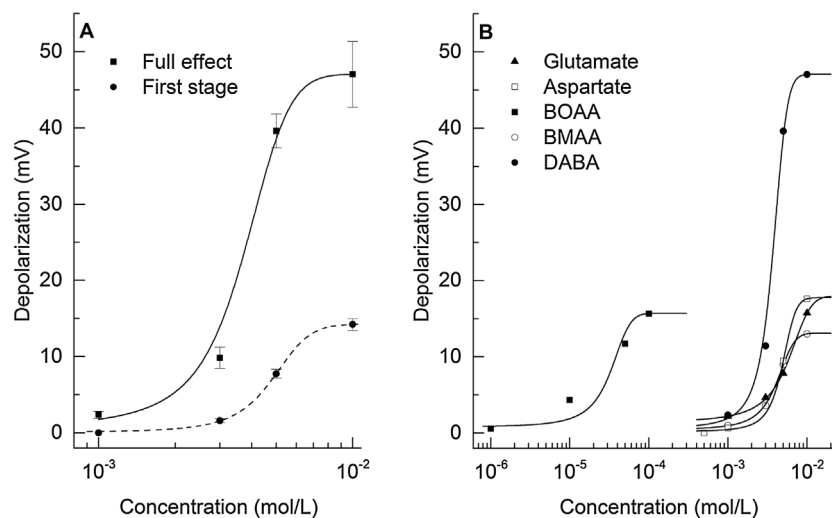 A
Full effect
First stage
Depolarization (mV)
50
40
30
20
10
0
10⁻³
10⁻²
Concentration (mol/L)
B
Glutamate
Aspartate
BOAA
BMAA
DABA
Depolarization (mV)
50
40
30
20
10
0
10⁻⁶
10⁻⁵
10⁻⁴
10⁻³
10⁻²
Concentration (mol/L)